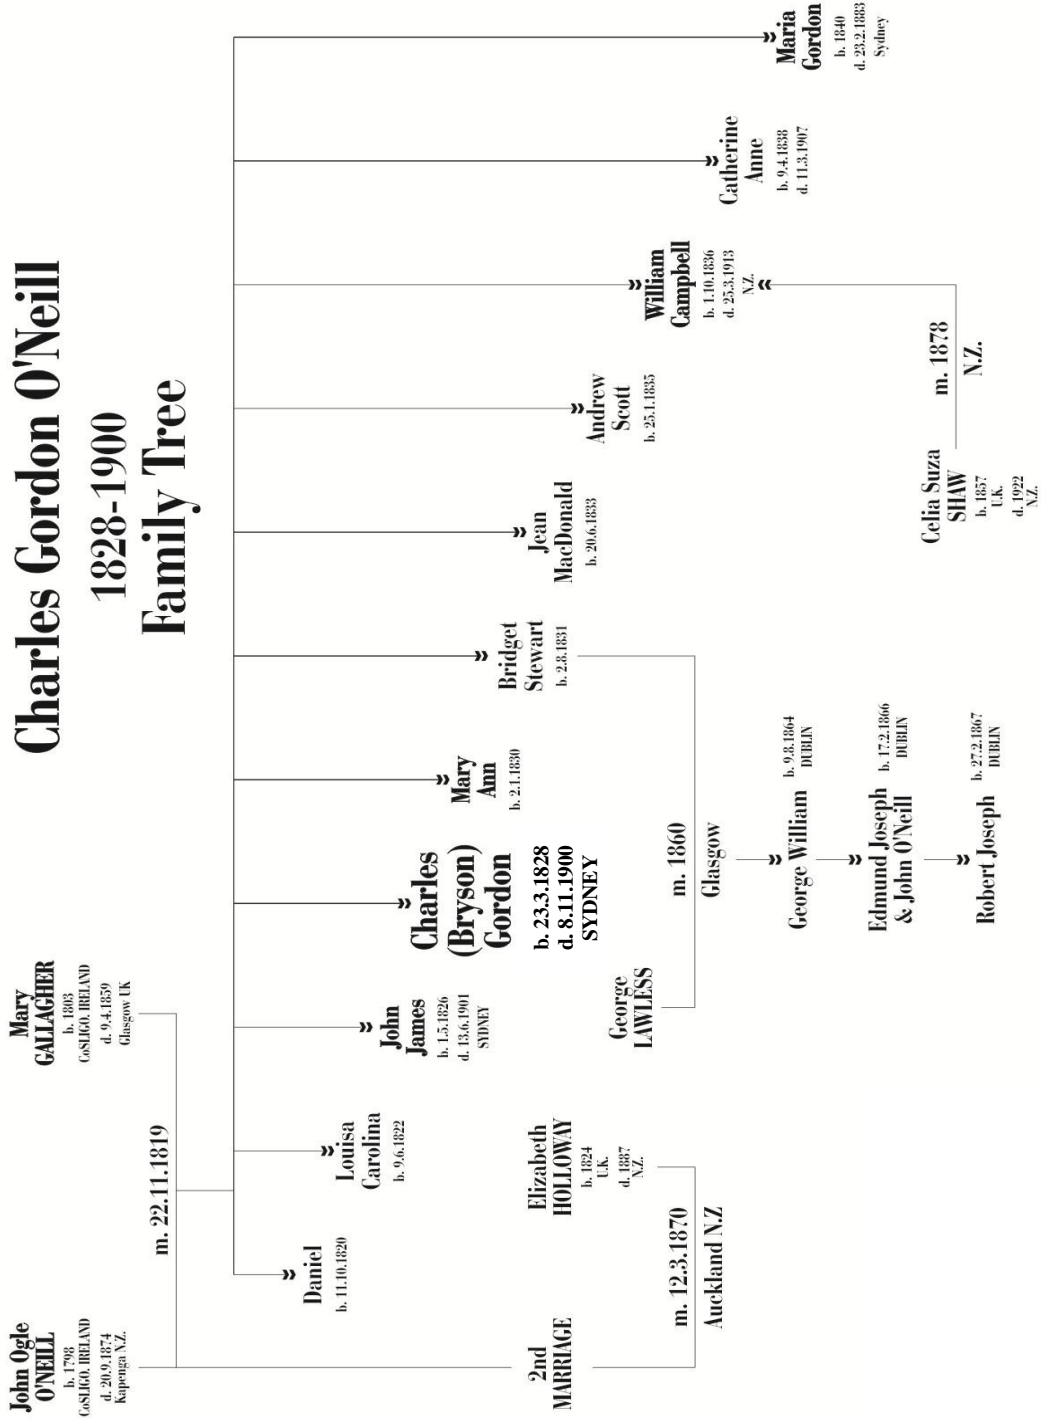 Charles Gordon O'Neill
1828-1900
Family Tree
John Ogle
O'NEILL
b. 1798
CoSLIGO, IRELAND
d. 20.9.1874
Kapenga N.Z.
m. 22.11.1819
Mary
GALLAGHER
b. 1803
CoSLIGO, IRELAND
d. 9.4.1859
Glasgow UK
Daniel
b. 11.10.1820
Louisa
Carolina
b. 9.6.1822
John
James
b. 1.5.1826
d. 13.6.1901
SYDNEY
Charles
(Bryson)
Gordon
b. 23.3.1828
d. 8.11.1900
SYDNEY
Mary
Ann
b. 2.1.1830
Bridget
Stewart
b. 2.8.1831
Jean
MacDonald
b. 20.6.1833
Andrew
Scott
b. 25.1.1835
William
Campbell
b. 1.10.1836
d. 25.3.1913
N.Z.
Catherine
Anne
b. 9.4.1838
d. 11.3.1907
Maria
Gordon
b. 1840
d. 23.2.1883
Sydney
2nd
MARRIAGE
m. 12.3.1870
Auckland N.Z
Elizabeth
HOLLOWAY
b. 1824
U.K.
d. 1887
N.Z.
George
LAWLESS
m. 1860
Glasgow
George William
b. 9.8.1864
DUBLIN
Edmund Joseph
& John O'Neill
b. 17.2.1866
DUBLIN
Robert Joseph
b. 27.2.1867
DUBLIN
Celia Suza
SHAW
b. 1857
U.K.
d. 1922
N.Z.
m. 1878
N.Z.